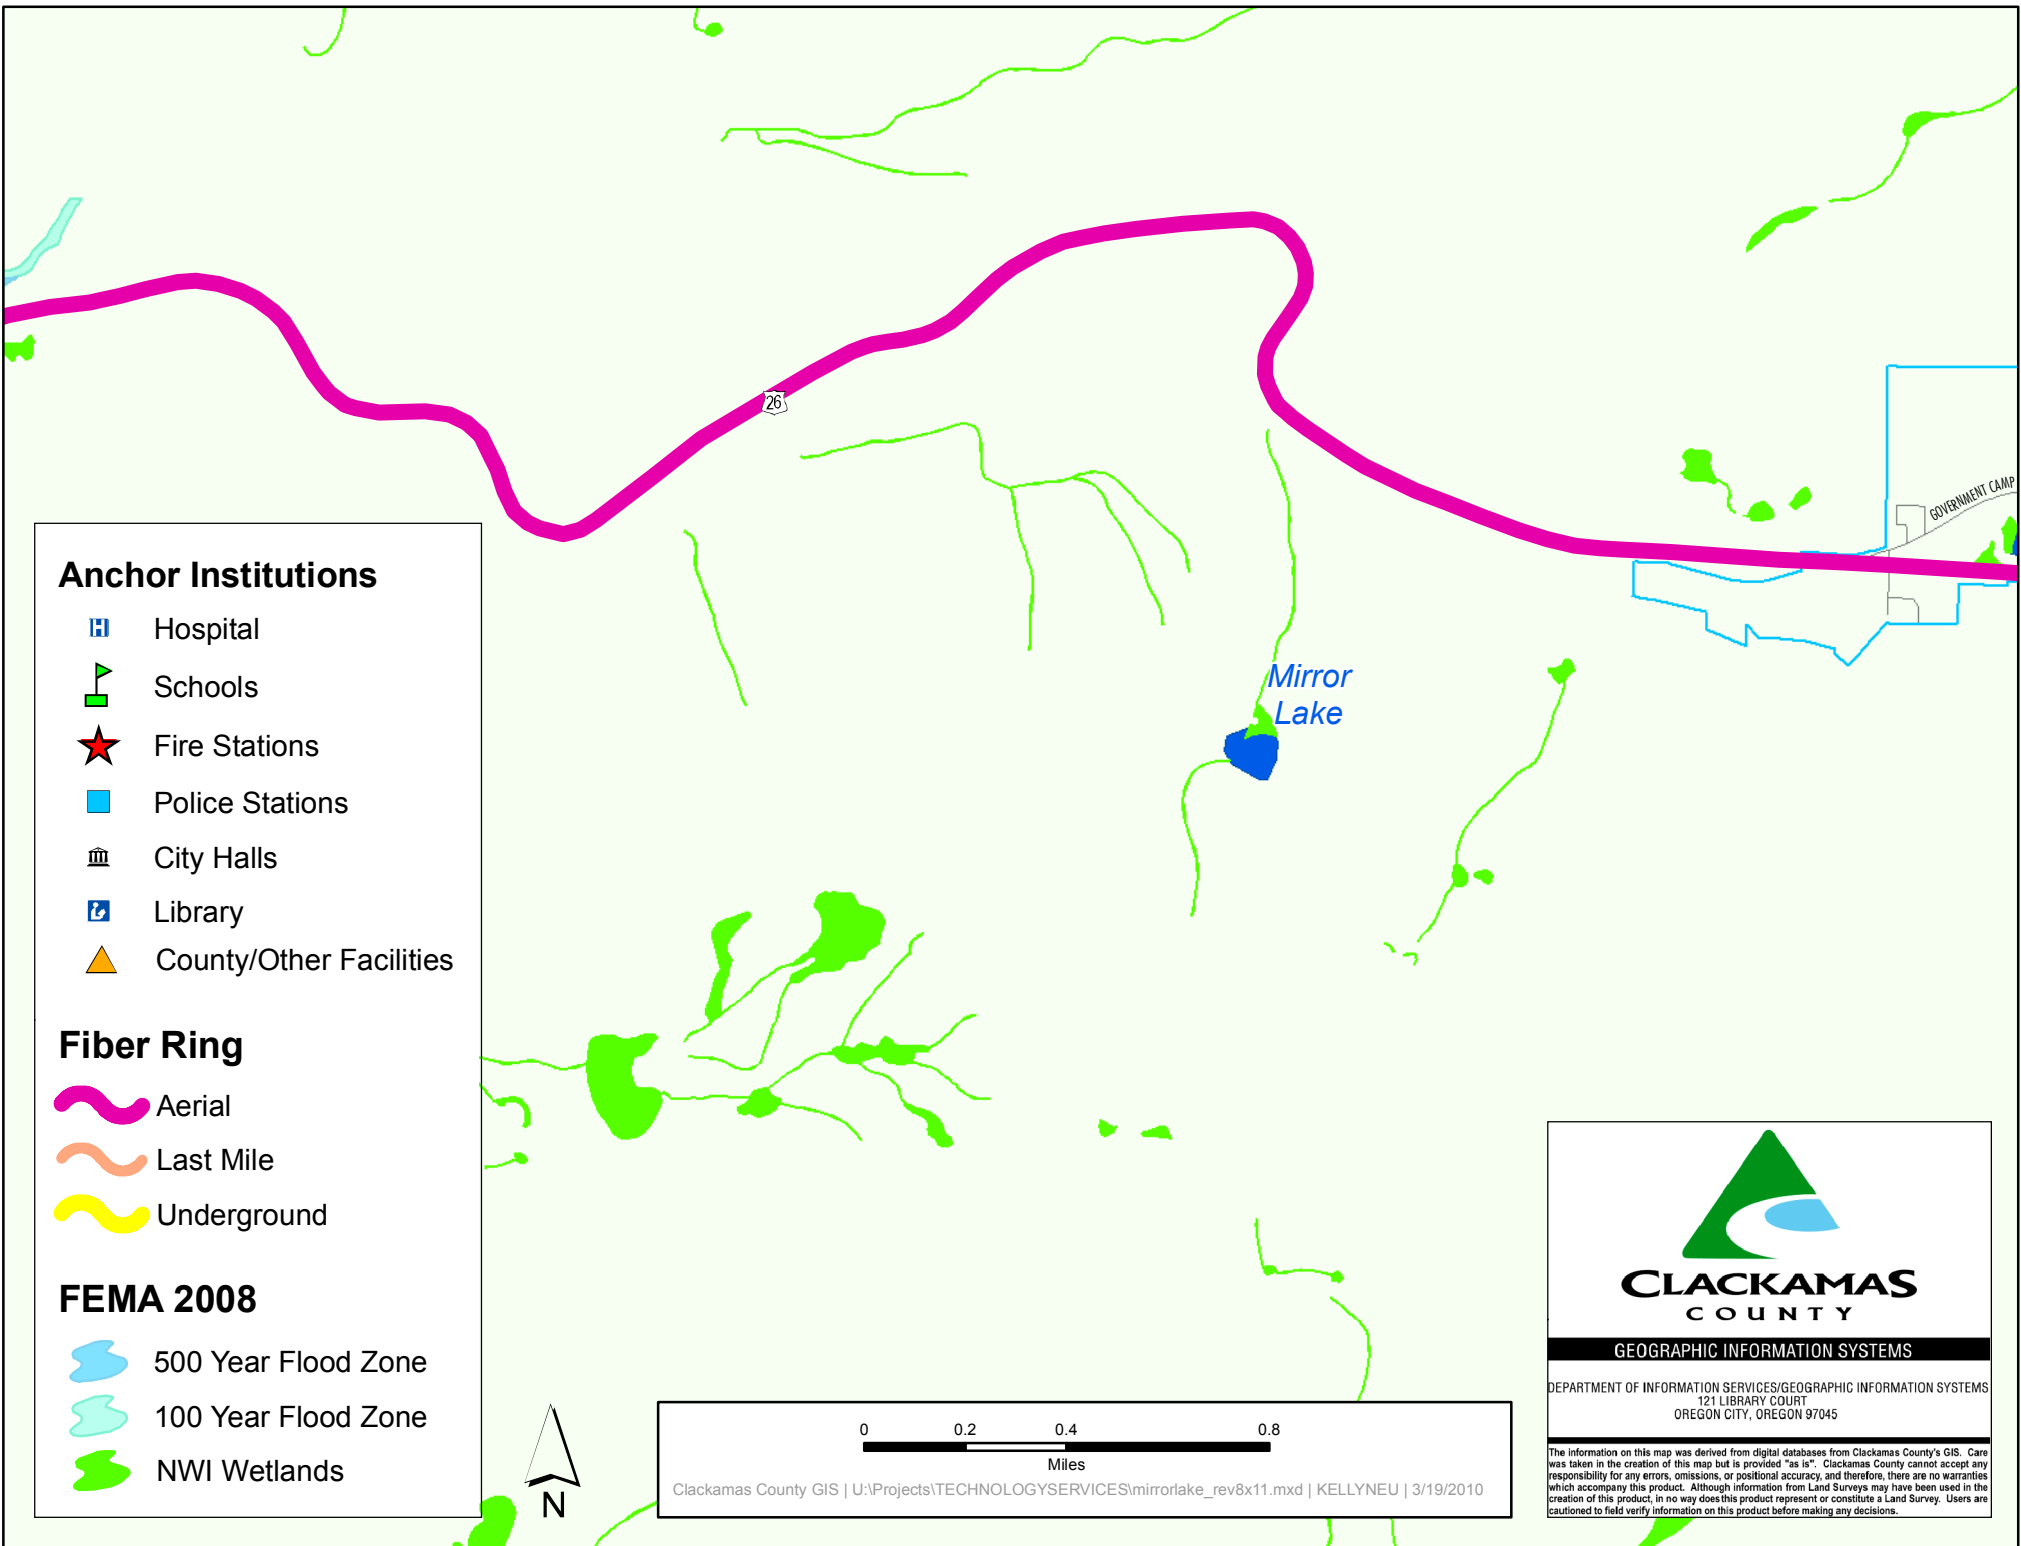 26
GOVERNMENT CAMP
Mirror
Lake
Anchor Institutions
Hospital
Schools
Fire Stations
Police Stations
City Halls
Library
County/Other Facilities
Fiber Ring
Aerial
Last Mile
Underground
FEMA 2008
500 Year Flood Zone
100 Year Flood Zone
NWI Wetlands
N
0 0.2 0.4 0.8
Miles
Clackamas County GIS | U:\Projects\TECHNOLOGYSERVICES\mirrorlake_rev8x11.mxd | KELLYNEU | 3/19/2010
CLACKAMAS
COUNTY
GEOGRAPHIC INFORMATION SYSTEMS
DEPARTMENT OF INFORMATION SERVICES/GEOGRAPHIC INFORMATION SYSTEMS
121 LIBRARY COURT
OREGON CITY, OREGON 97045
The information on this map was derived from digital databases from Clackamas County's GIS. Care
was taken in the creation of this map but is provided "as is". Clackamas County cannot accept any
responsibility for any errors, omissions, or positional accuracy, and therefore, there are no warranties
which accompany this product. Although information from Land Surveys may have been used in the
creation of this product, in no way does this product represent or constitute a Land Survey. Users are
cautioned to field verify information on this product before making any decisions.